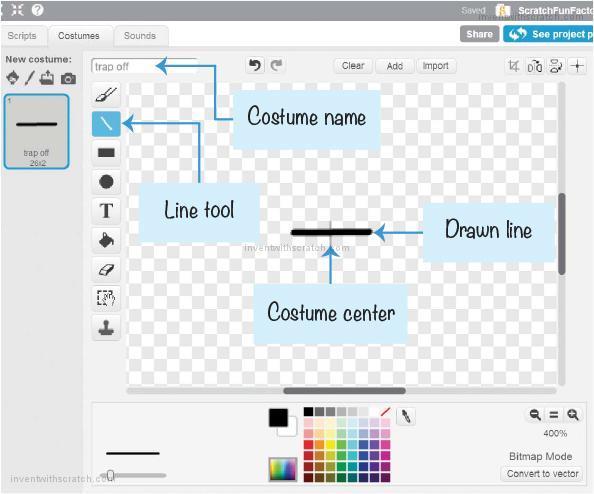 Saved
ScratchFunFacto
inventwithscratch.com
Scripts
Costumes
Sounds
Share
See project p
New costume:
trap off
Clear
Add
Import
1
trap off
26x2
Costume name
T
Line tool
Drawn line
inventwithscratch.com
Costume center
400%
Bitmap Mode
Convert to vector
inventwithscratch.com